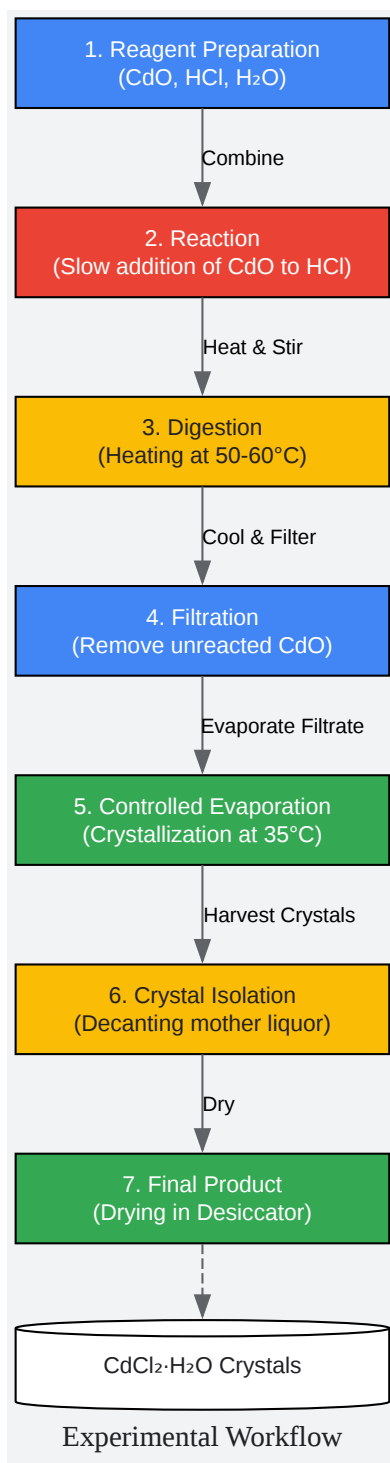 1. Reagent Preparation
(CdO, HCl, H₂O)
Combine
2. Reaction
(Slow addition of CdO to HCl)
Heat & Stir
3. Digestion
(Heating at 50-60°C)
Cool & Filter
4. Filtration
(Remove unreacted CdO)
Evaporate Filtrate
5. Controlled Evaporation
(Crystallization at 35°C)
Harvest Crystals
6. Crystal Isolation
(Decanting mother liquor)
Dry
7. Final Product
(Drying in Desiccator)
CdCl₂·H₂O Crystals
Experimental Workflow